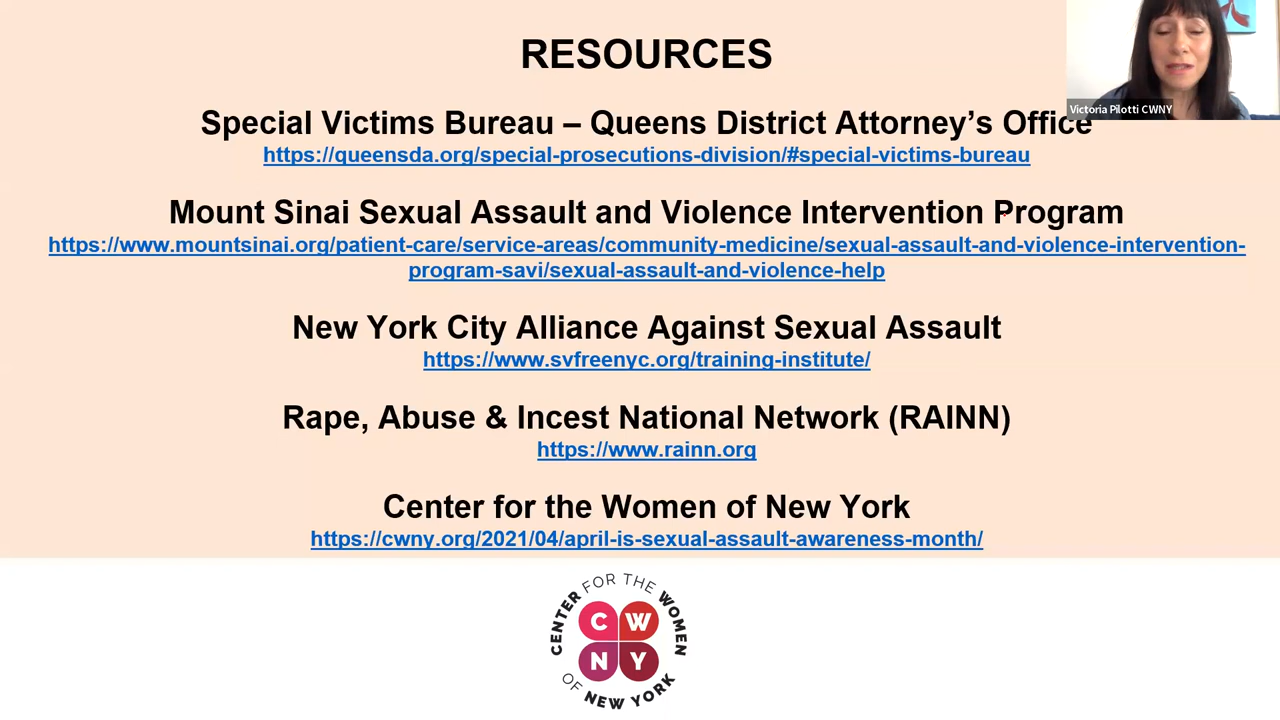 RESOURCES
Victoria Pilotti CWNY
Special Victims Bureau – Queens District Attorney’s Office
https://queensda.org/special-prosecutions-division/#special-victims-bureau
Mount Sinai Sexual Assault and Violence Intervention Program
https://www.mountsinai.org/patient-care/service-areas/community-medicine/sexual-assault-and-violence-intervention-
program-savi/sexual-assault-and-violence-help
New York City Alliance Against Sexual Assault
https://www.svfreenyc.org/training-institute/
Rape, Abuse & Incest National Network (RAINN)
https://www.rainn.org
Center for the Women of New York
https://cwny.org/2021/04/april-is-sexual-assault-awareness-month/
CENTER FOR THE WOMEN
C W
N Y
OF NEW YORK